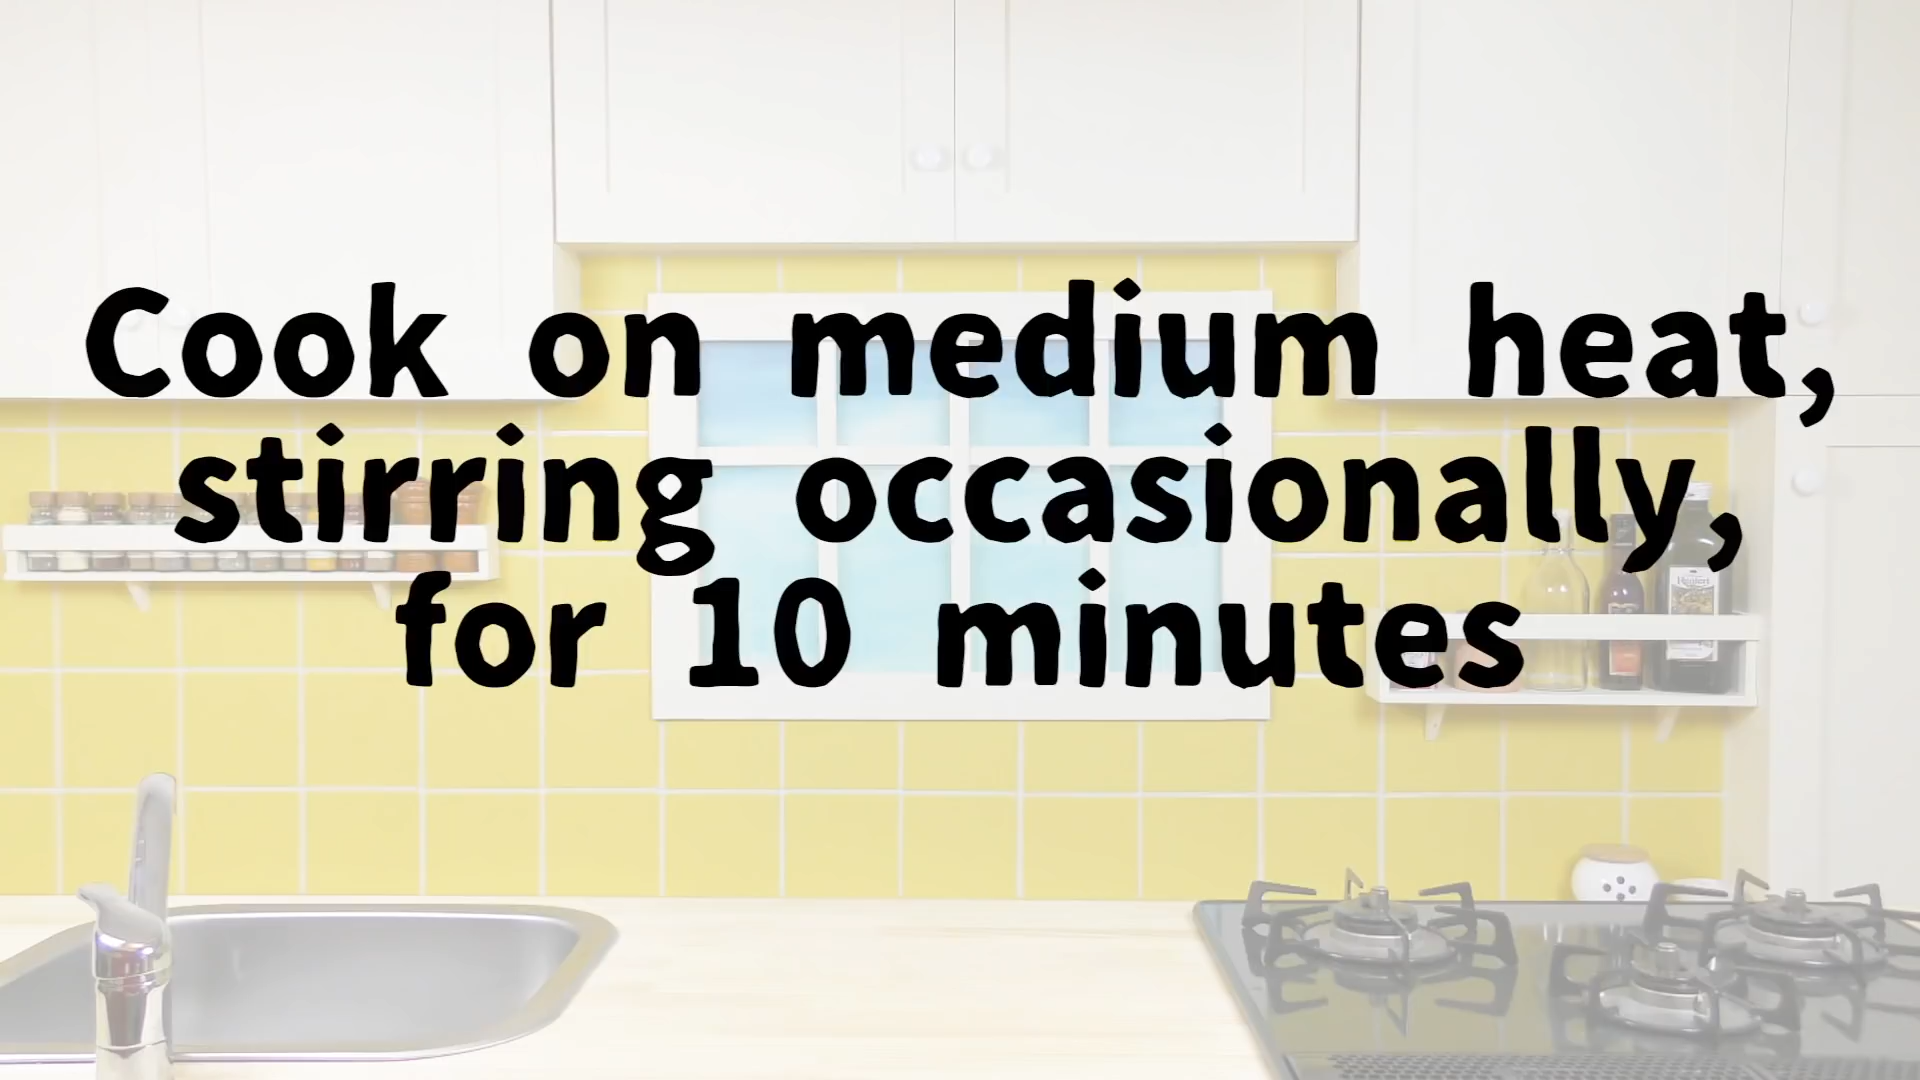 Cook on medium heat,
stirring occasionally,
for 10 minutes